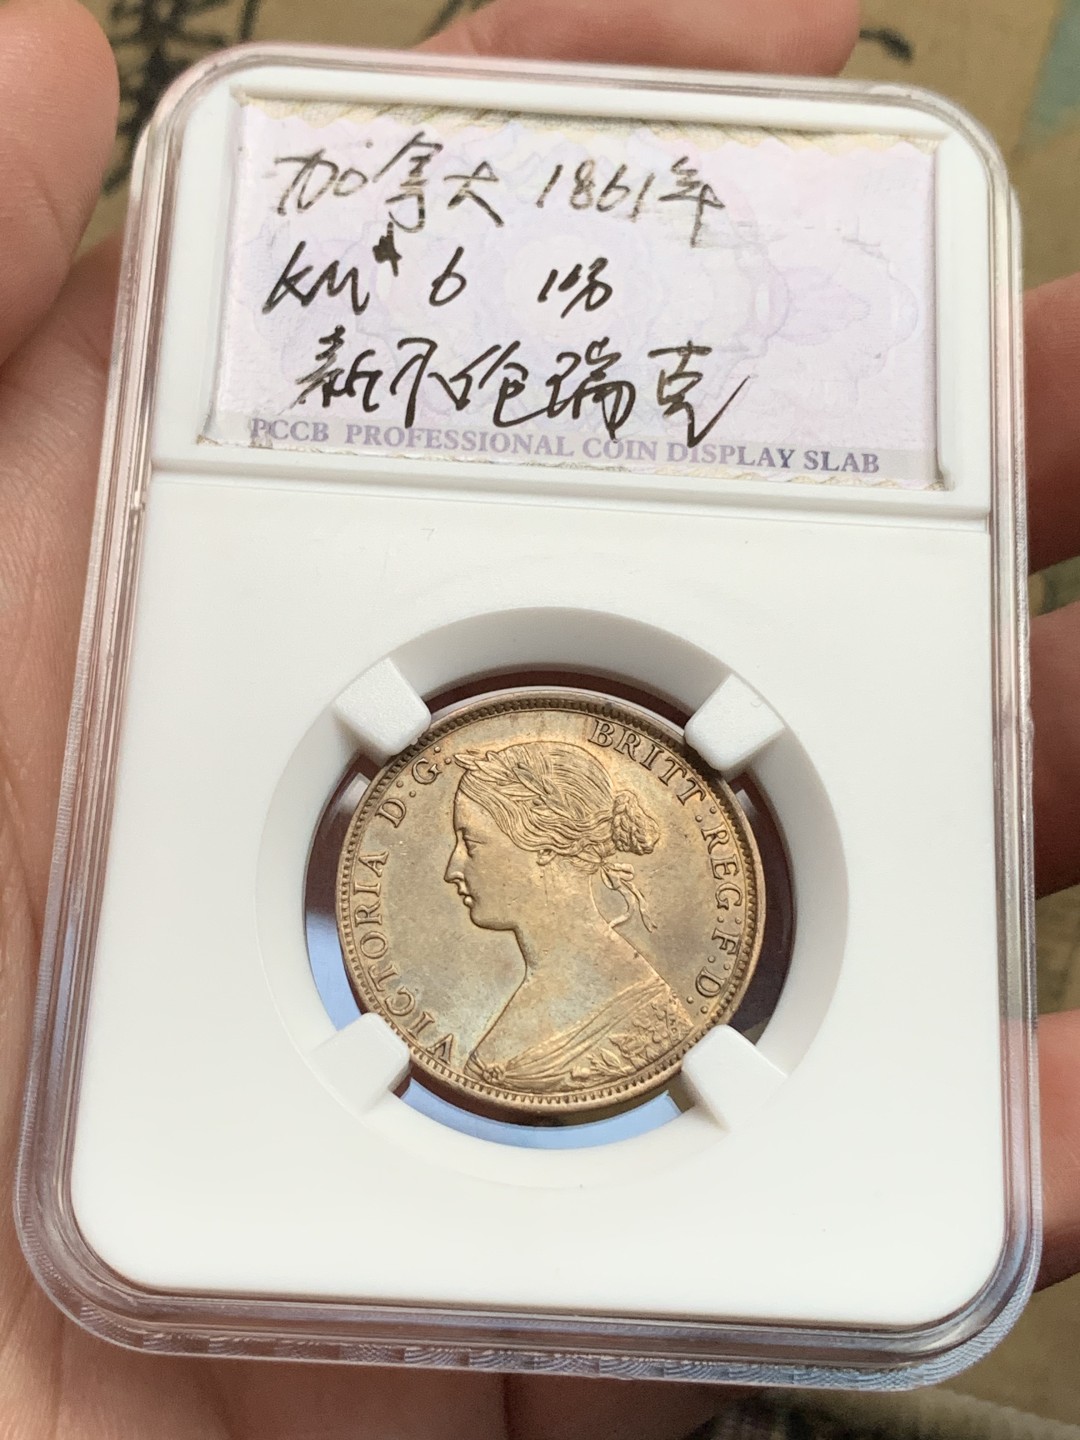 加拿大 1861年
KM# 6 1分
新不伦瑞克
PCCB PROFESSIONAL COIN DISPLAY SLAB
VICTORIA D:G: BRITT:REG:F:D: